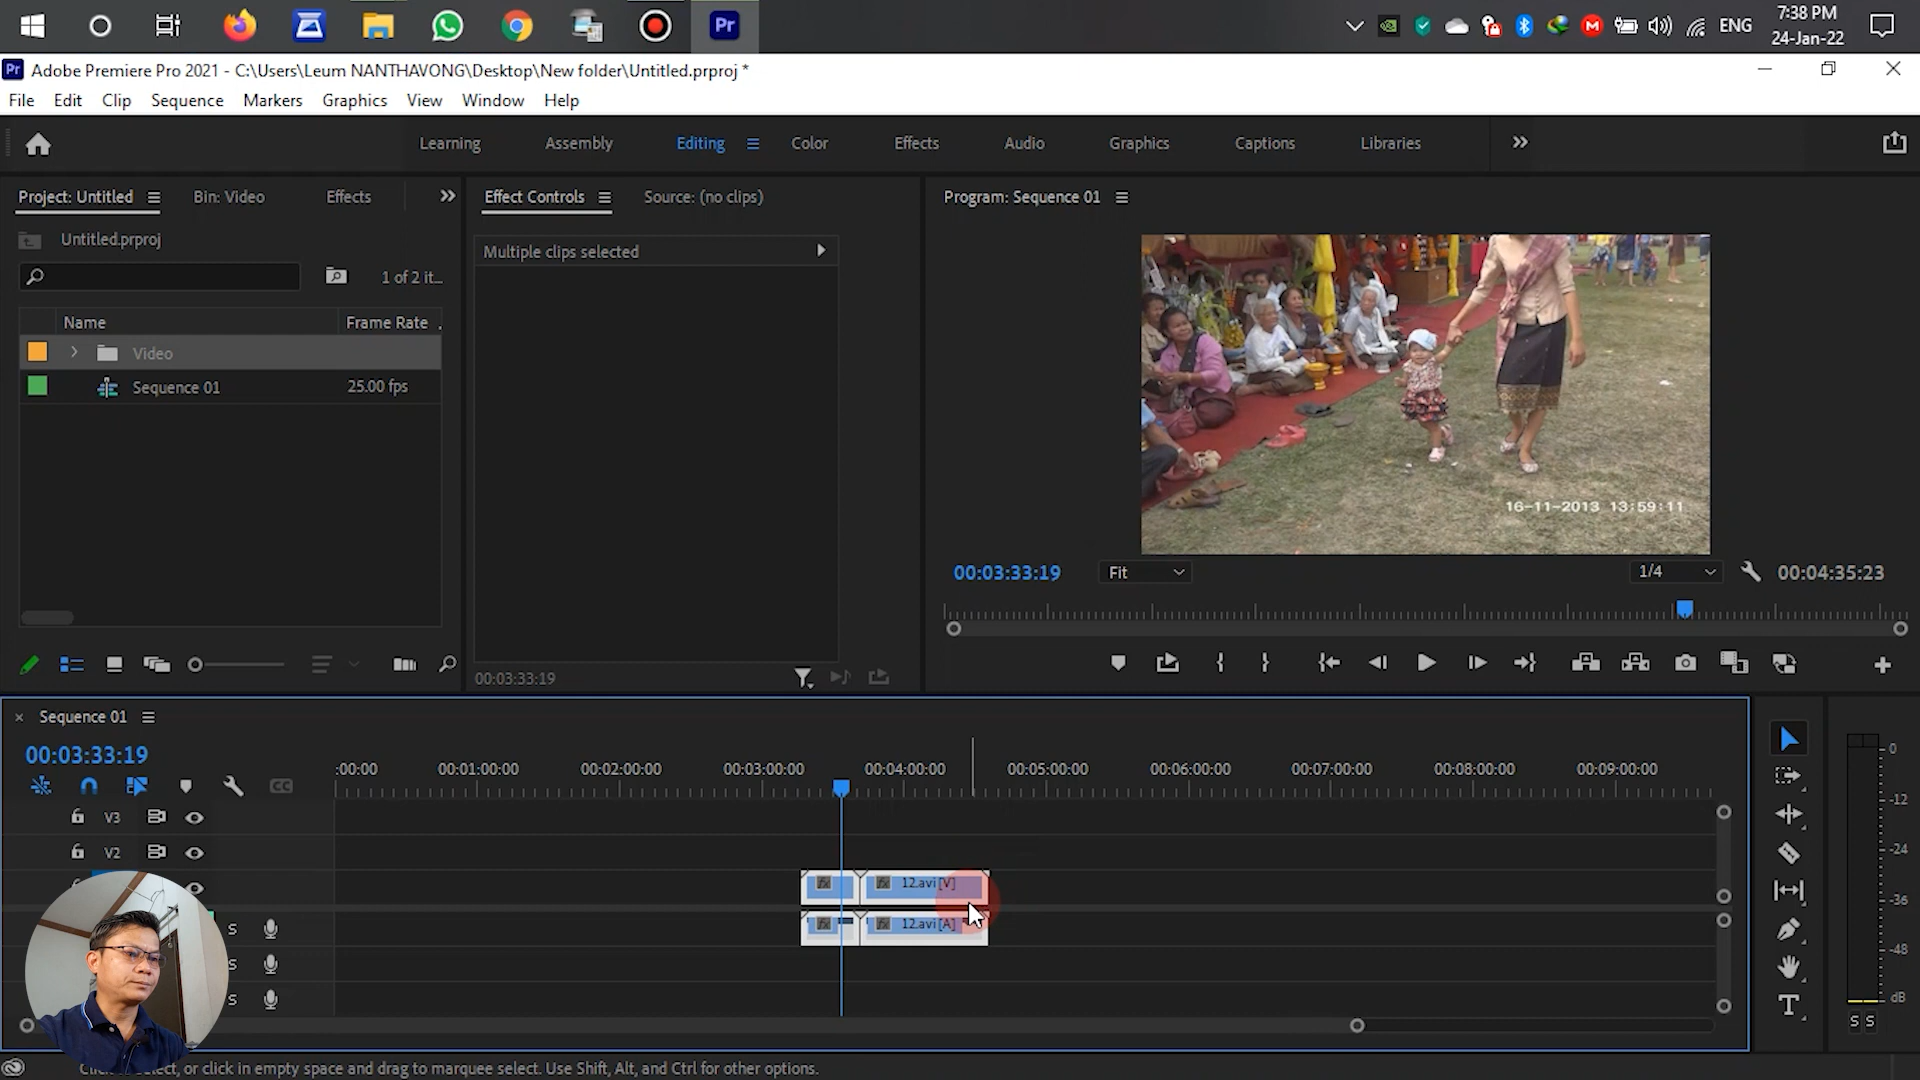 ENG
7:38 PM
24-Jan-22
Pr
Pr Adobe Premiere Pro 2021 - C:\Users\Leum NANTHAVONG\Desktop\New folder\Untitled.prproj *
File Edit Clip Sequence Markers Graphics View Window Help
Learning Assembly Editing Color Effects Audio Graphics Captions Libraries
Project: Untitled Bin: Video Effects
Effect Controls Source: (no clips)
Program: Sequence 01
Untitled.prproj
1 of 2 it...
Multiple clips selected
Name Frame Rate
Video
Sequence 01 25.00 fps
16-11-2013 13:59:11
00:03:33:19 Fit 1/4 00:04:35:23
00:03:33:19
Sequence 01
00:03:33:19
:00:00 00:01:00:00 00:02:00:00 00:03:00:00 00:04:00:00 00:05:00:00 00:06:00:00 00:07:00:00 00:08:00:00 00:09:00:00
V3
V2
fx fx 12.avi [V]
fx fx 12.avi [A]
S
S
S
0
-12
-24
-36
-48
dB
S S
select, or click in empty space and drag to marquee select. Use Shift, Alt, and Ctrl for other options.